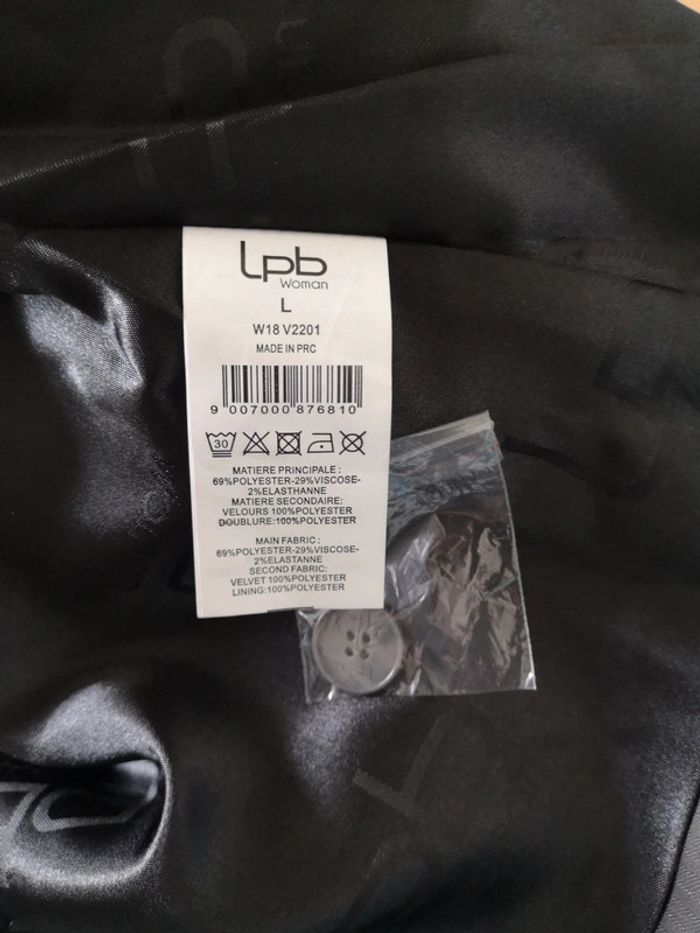 Lpb
Woman
L
W18 V2201
MADE IN PRC
9 007000 876810
30
MATIERE PRINCIPALE :
69%POLYESTER-29%VISCOSE-
2%ELASTHANNE
MATIERE SECONDAIRE:
VELOURS 100%POLYESTER
DOUBLURE:100%POLYESTER
MAIN FABRIC :
69%POLYESTER-29%VISCOSE-
2%ELASTANNE
SECOND FABRIC:
VELVET 100%POLYESTER
LINING:100%POLYESTER